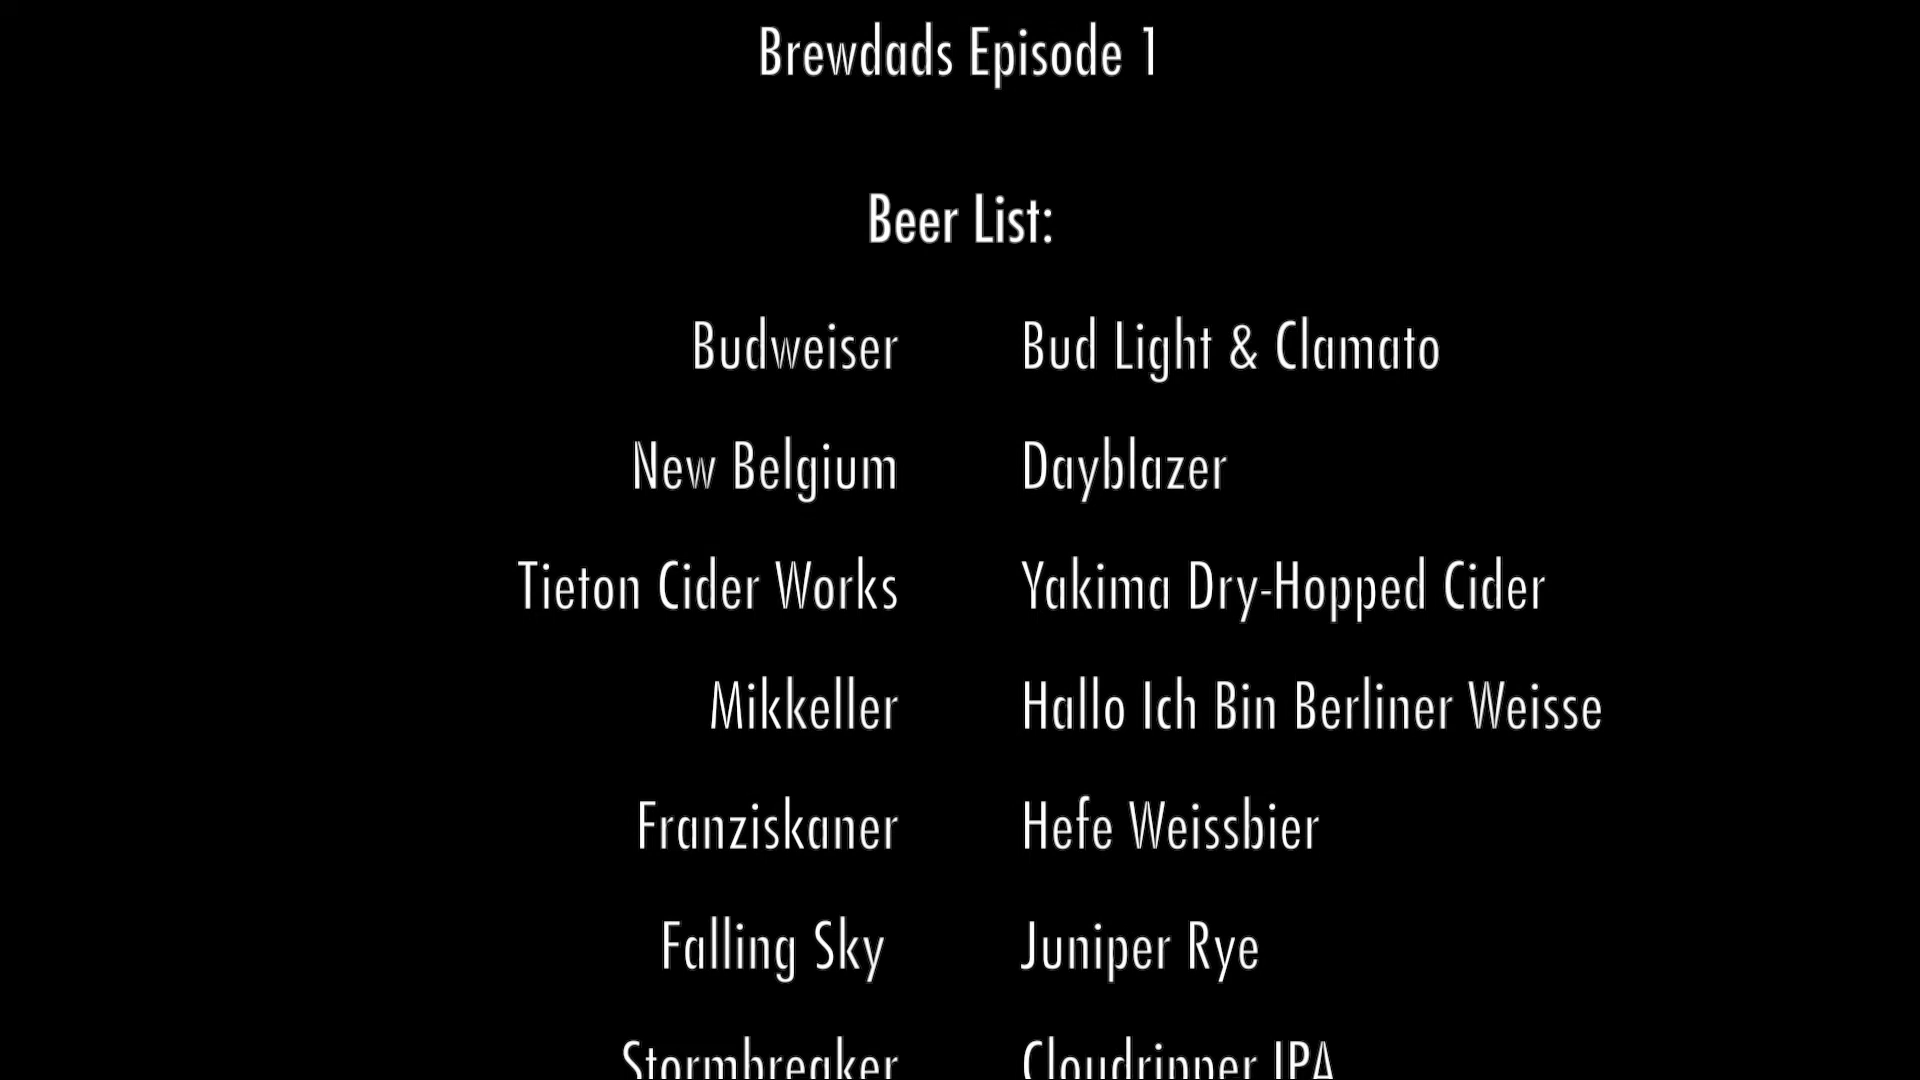 Brewdads Episode 1
Beer List:
Budweiser Bud Light & Clamato
New Belgium Dayblazer
Tieton Cider Works Yakima Dry-Hopped Cider
Mikkeller Hallo Ich Bin Berliner Weisse
Franziskaner Hefe Weissbier
Falling Sky Juniper Rye
Stormbreaker Cloudripper IPA